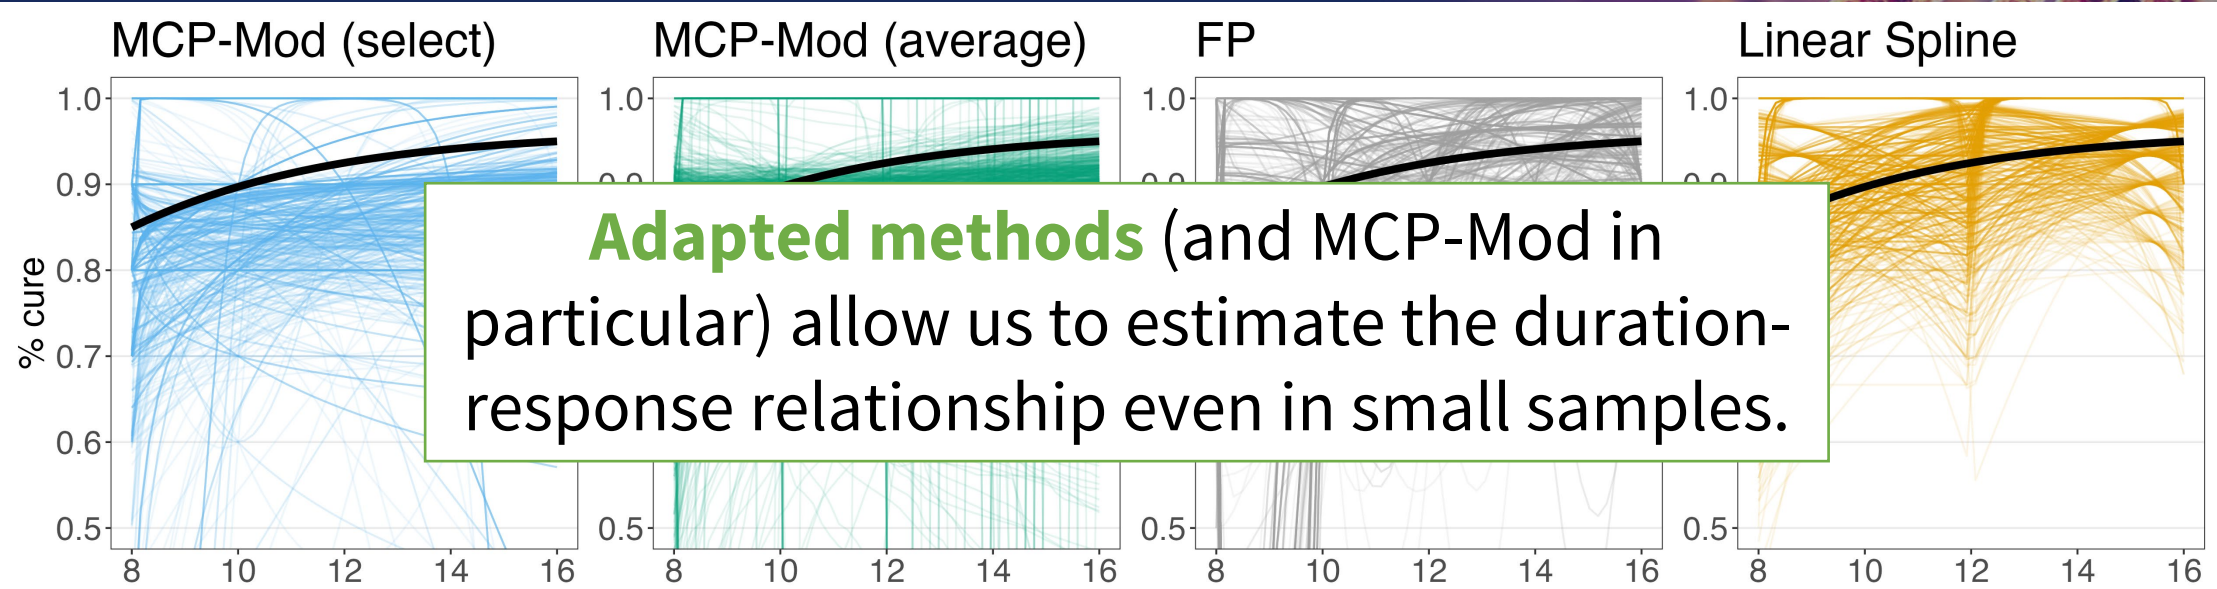 MCP-Mod (select) MCP-Mod (average) FP Linear Spline
1.0 1.0 1.0 1.0
0.9
Adapted methods (and MCP-Mod in
particular) allow us to estimate the duration-
response relationship even in small samples.
% cure
0.8
0.7
0.6
0.5 0.5 0.5 0.5
8 10 12 14 16 8 10 12 14 16 8 10 12 14 16 8 10 12 14 16